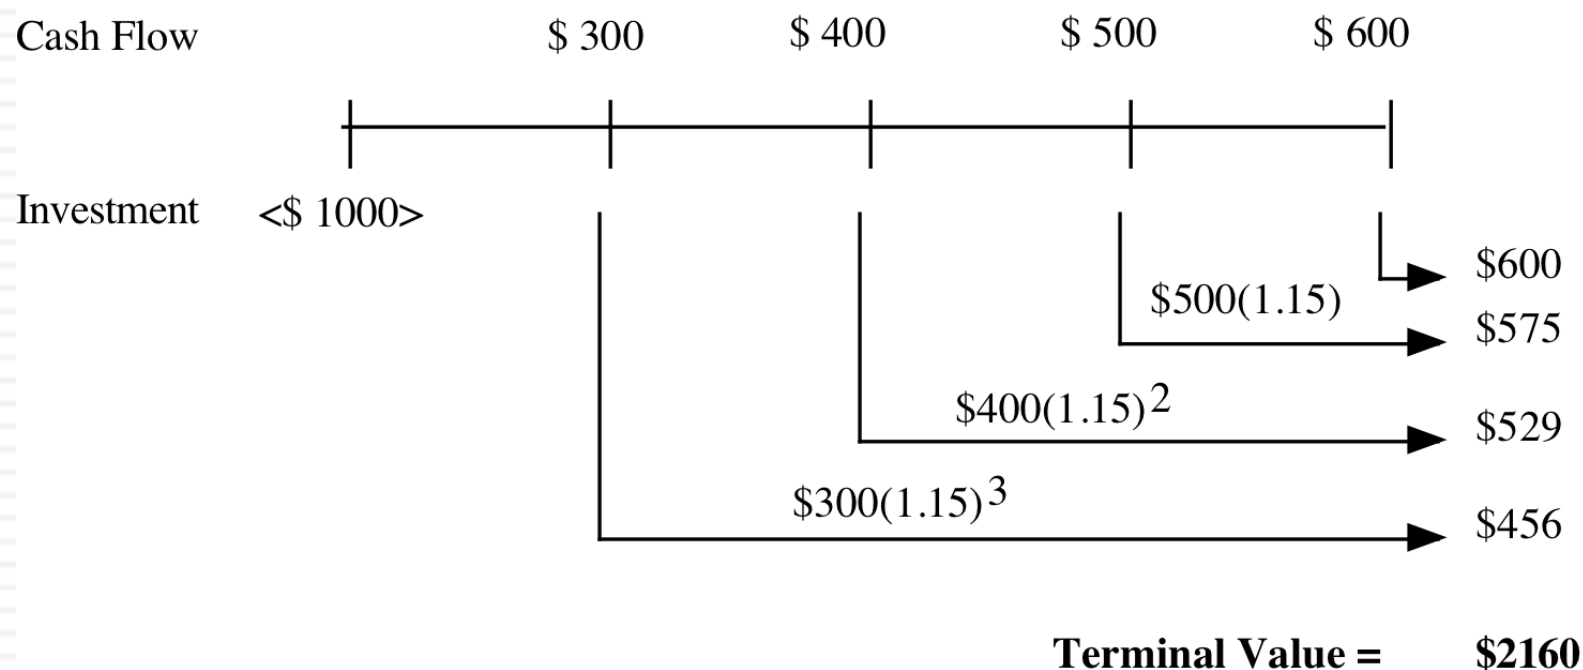 Cash Flow $ 300 $ 400 $ 500 $ 600
Investment <$ 1000>
$600
$500(1.15)
$575
$400(1.15)2
$529
$300(1.15)3
$456
Terminal Value = $2160